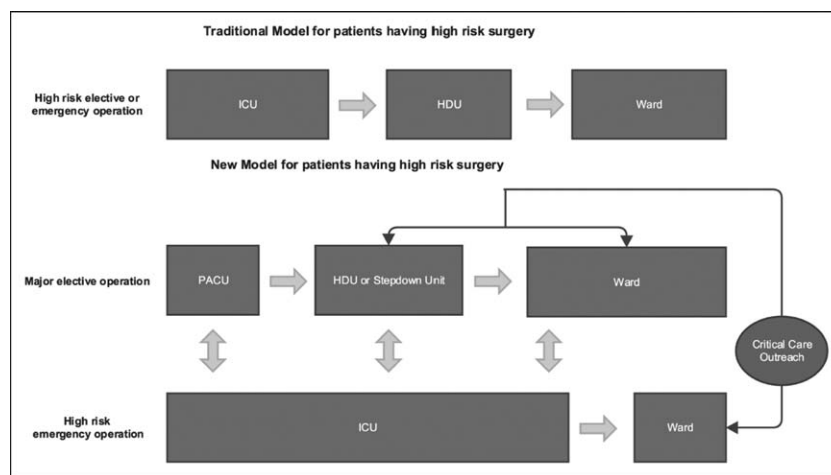 Traditional Model for patients having high risk surgery
High risk elective or
emergency operation
ICU
HDU
Ward
New Model for patients having high risk surgery
Major elective operation
PACU
HDU or Stepdown Unit
Ward
Critical Care
Outreach
High risk
emergency operation
ICU
Ward